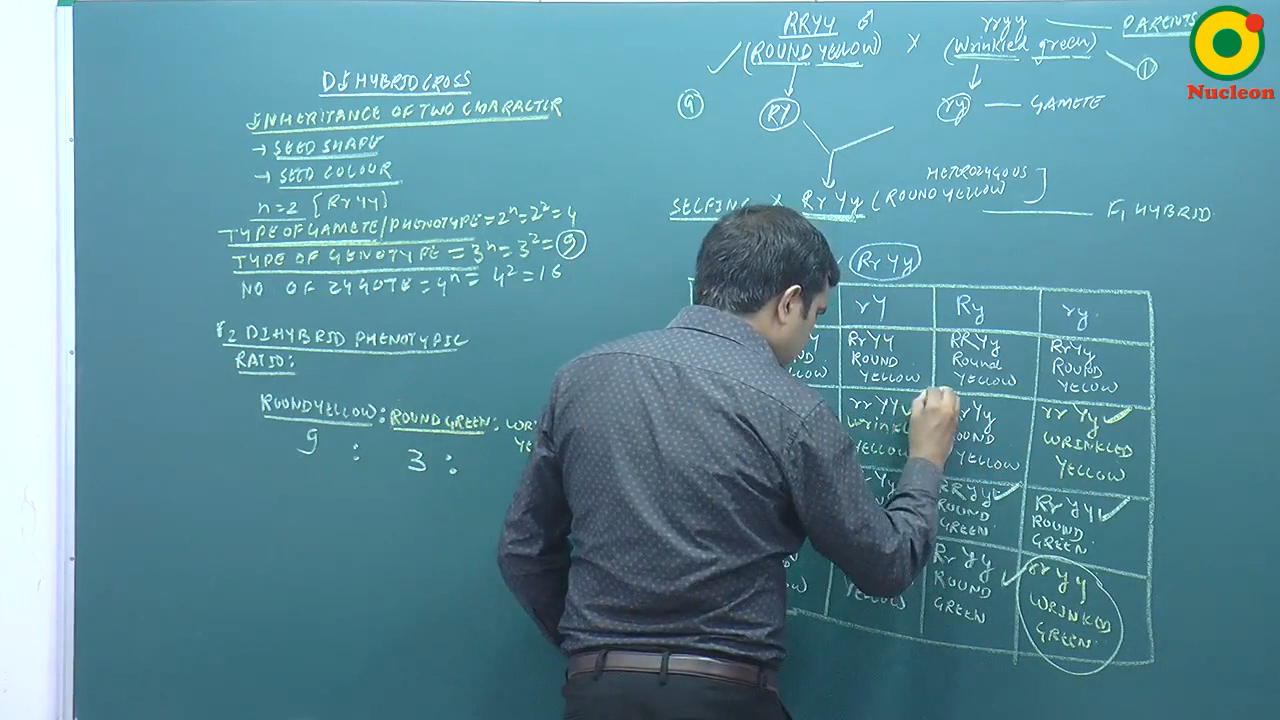 DIHYBRID CROSS
INHERITANCE OF TWO CHARACTER
→ SEED SHAPE
→ SEED COLOUR
n=2 [RrYy]
TYPE OF GAMETE/PHENOTYPE = 2ⁿ = 2² = 4
TYPE OF GENOTYPE = 3ⁿ = 3² = 9
NO OF ZYGOTE = 4ⁿ = 4² = 16
F2 DIHYBRID PHENOTYPIC
RATIO:
ROUND YELLOW : ROUND GREEN :
9 : 3 :
RRYY ♂ × rryy PARENTS
(ROUND YELLOW) (Wrinkled green)
RY ry GAMETE
HETEROZYGOUS
SELFING × RrYy (ROUND YELLOW F1 HYBRID
RrYy
rY Ry ry
RrYY RRYy RrYy
ROUND Round ROUND
YELLOW YELLOW YELLOW
rrYY rrYy
WRINKLED
YELLOW YELLOW YELLOW
ROUND ROUND
GREEN GREEN
Rryy rryy
ROUND WRINKLED
YELLOW GREEN GREEN
Nucleon